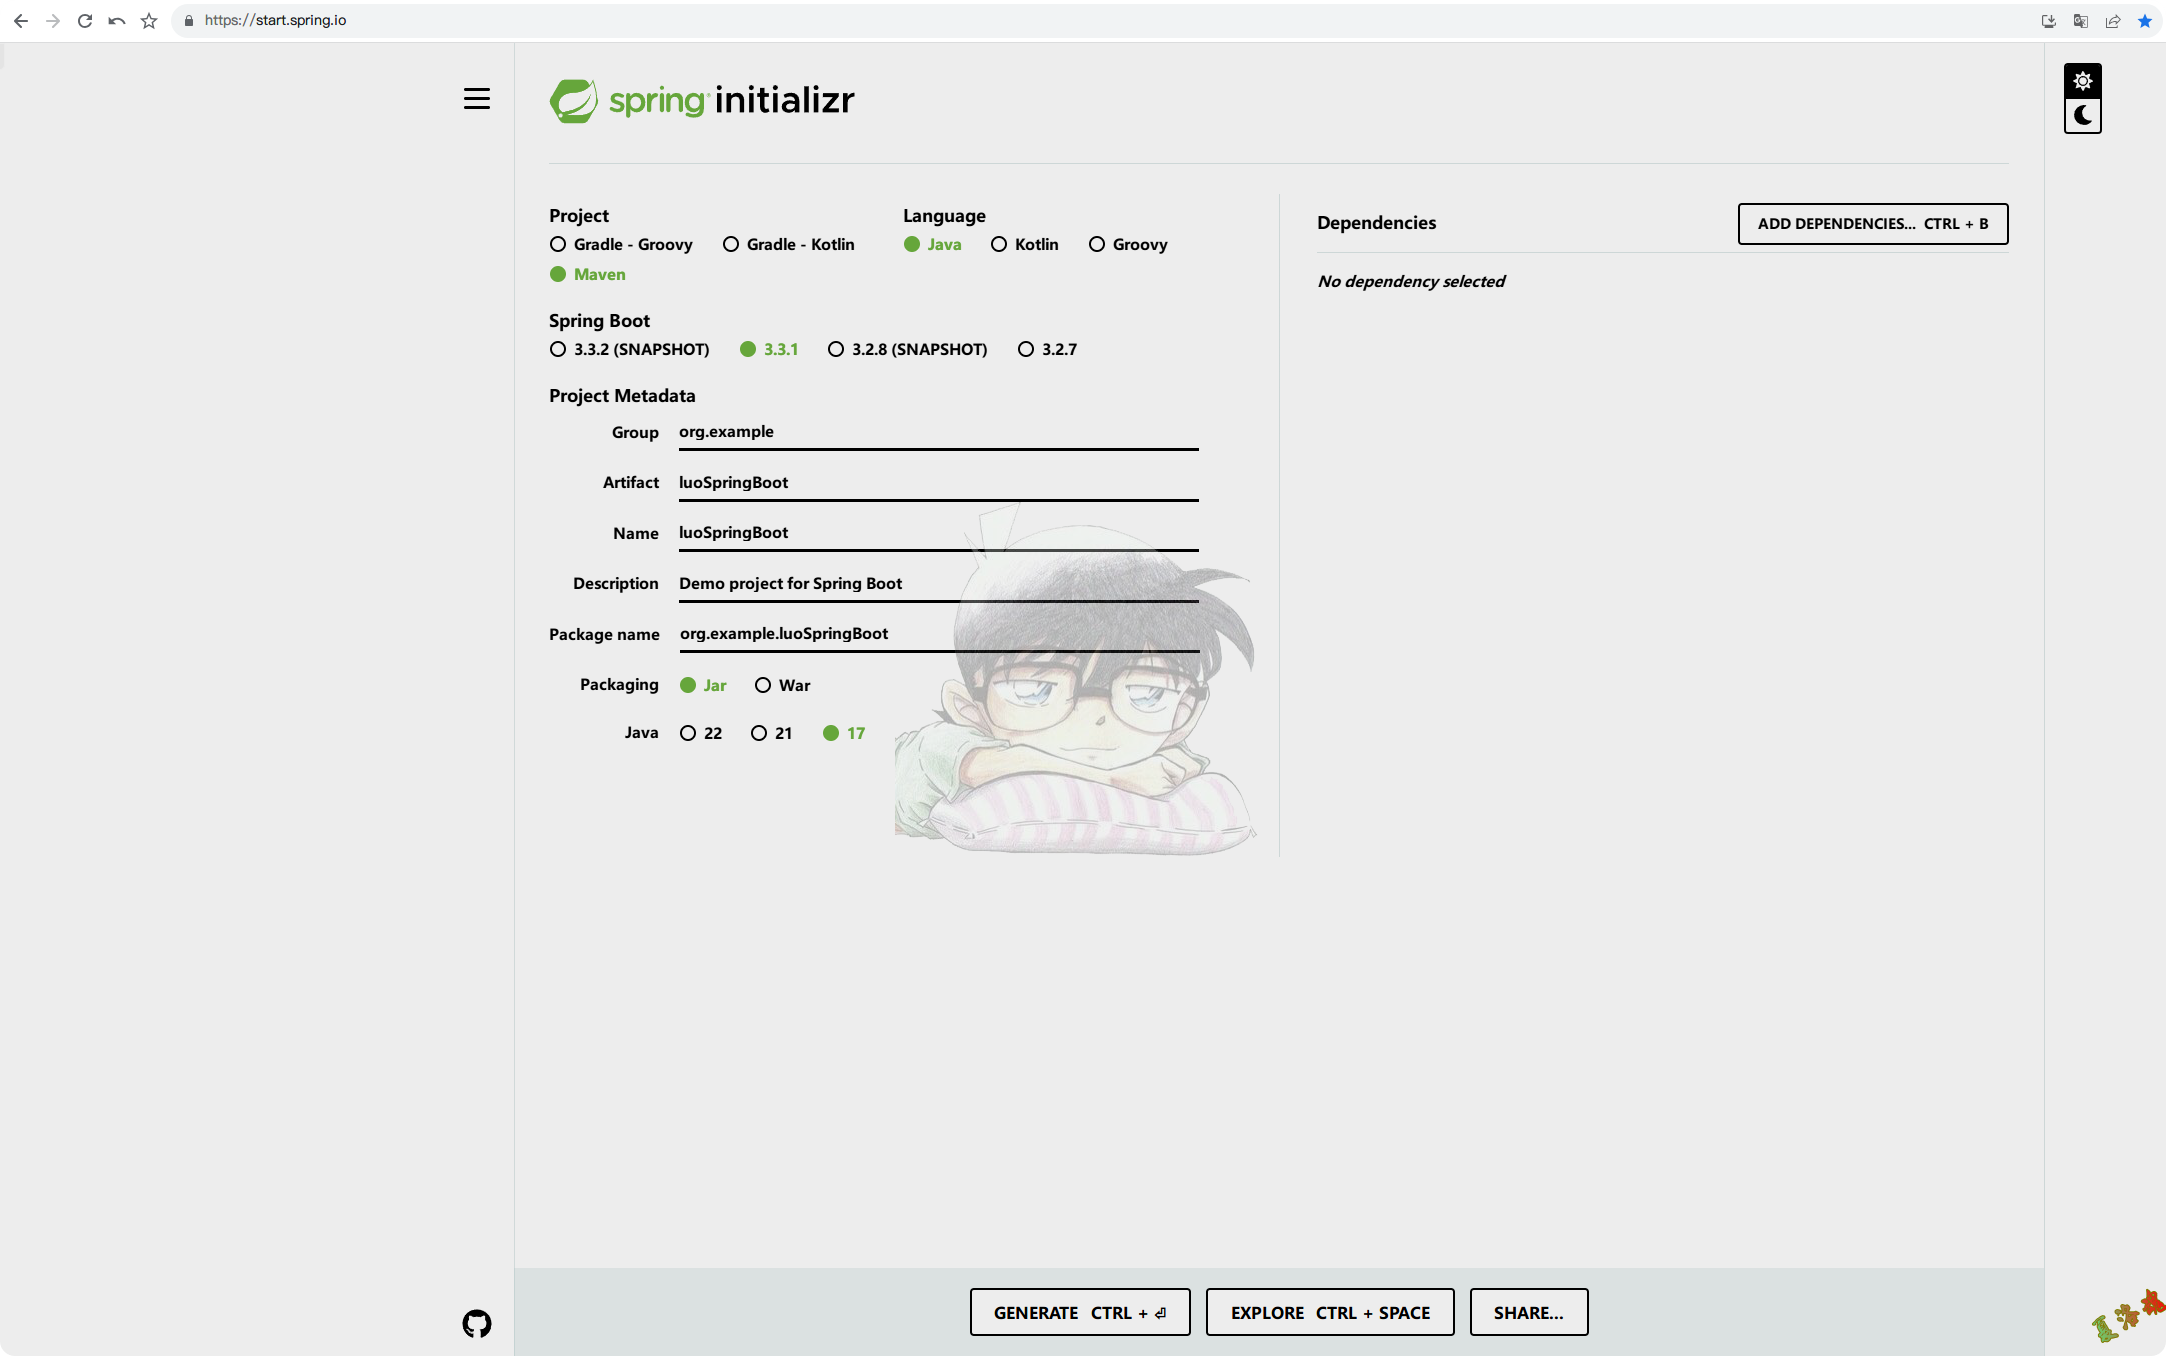 https://start.spring.io
spring initializr
Project
Gradle - Groovy
Gradle - Kotlin
Maven
Language
Java
Kotlin
Groovy
Spring Boot
3.3.2 (SNAPSHOT)
3.3.1
3.2.8 (SNAPSHOT)
3.2.7
Project Metadata
Group
org.example
Artifact
luoSpringBoot
Name
luoSpringBoot
Description
Demo project for Spring Boot
Package name
org.example.luoSpringBoot
Packaging
Jar
War
Java
22
21
17
Dependencies
ADD DEPENDENCIES... CTRL + B
No dependency selected
GENERATE CTRL + ⏎
EXPLORE CTRL + SPACE
SHARE...